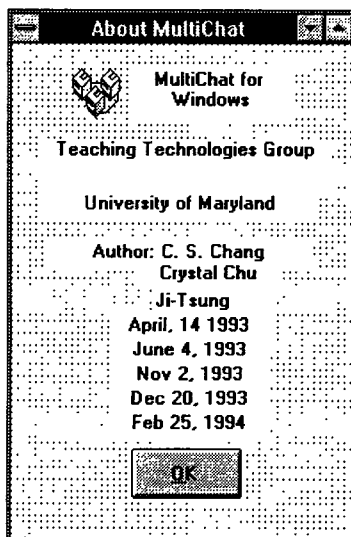 About MultiChat
MultiChat for
Windows
Teaching Technologies Group
University of Maryland
Author: C. S. Chang
Crystal Chu
Ji-Tsung
April, 14 1993
June 4, 1993
Nov 2, 1993
Dec 20, 1993
Feb 25, 1994
OK